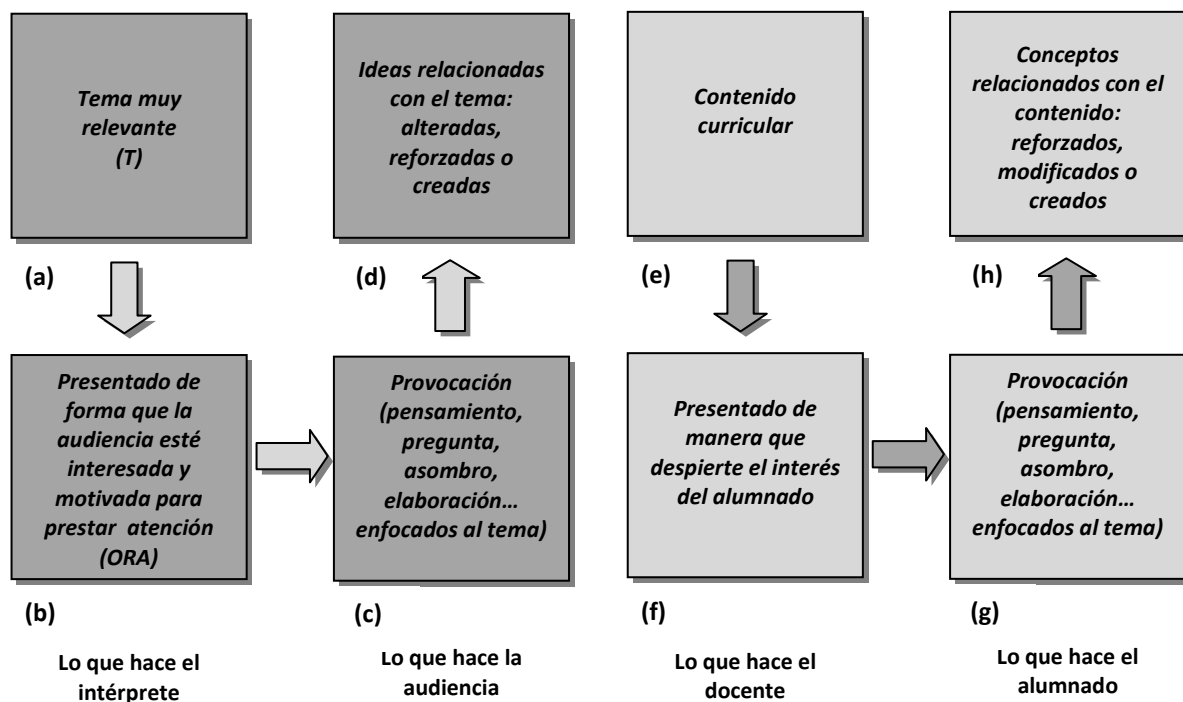 Tema muy
relevante
(T)
(a)
Presentado de
forma que la
audiencia esté
interesada y
motivada para
prestar atención
(ORA)
(b)
Lo que hace el
intérprete
Ideas relacionadas
con el tema:
alteradas,
reforzadas o
creadas
(d)
Provocación
(pensamiento,
pregunta,
asombro,
elaboración…
enfocados al tema)
(c)
Lo que hace la
audiencia
Contenido
curricular
(e)
Presentado de
manera que
despierte el interés
del alumnado
(f)
Lo que hace el
docente
Conceptos
relacionados con el
contenido:
reforzados,
modificados o
creados
(h)
Provocación
(pensamiento,
pregunta,
asombro,
elaboración…
enfocados al tema)
(g)
Lo que hace el
alumnado